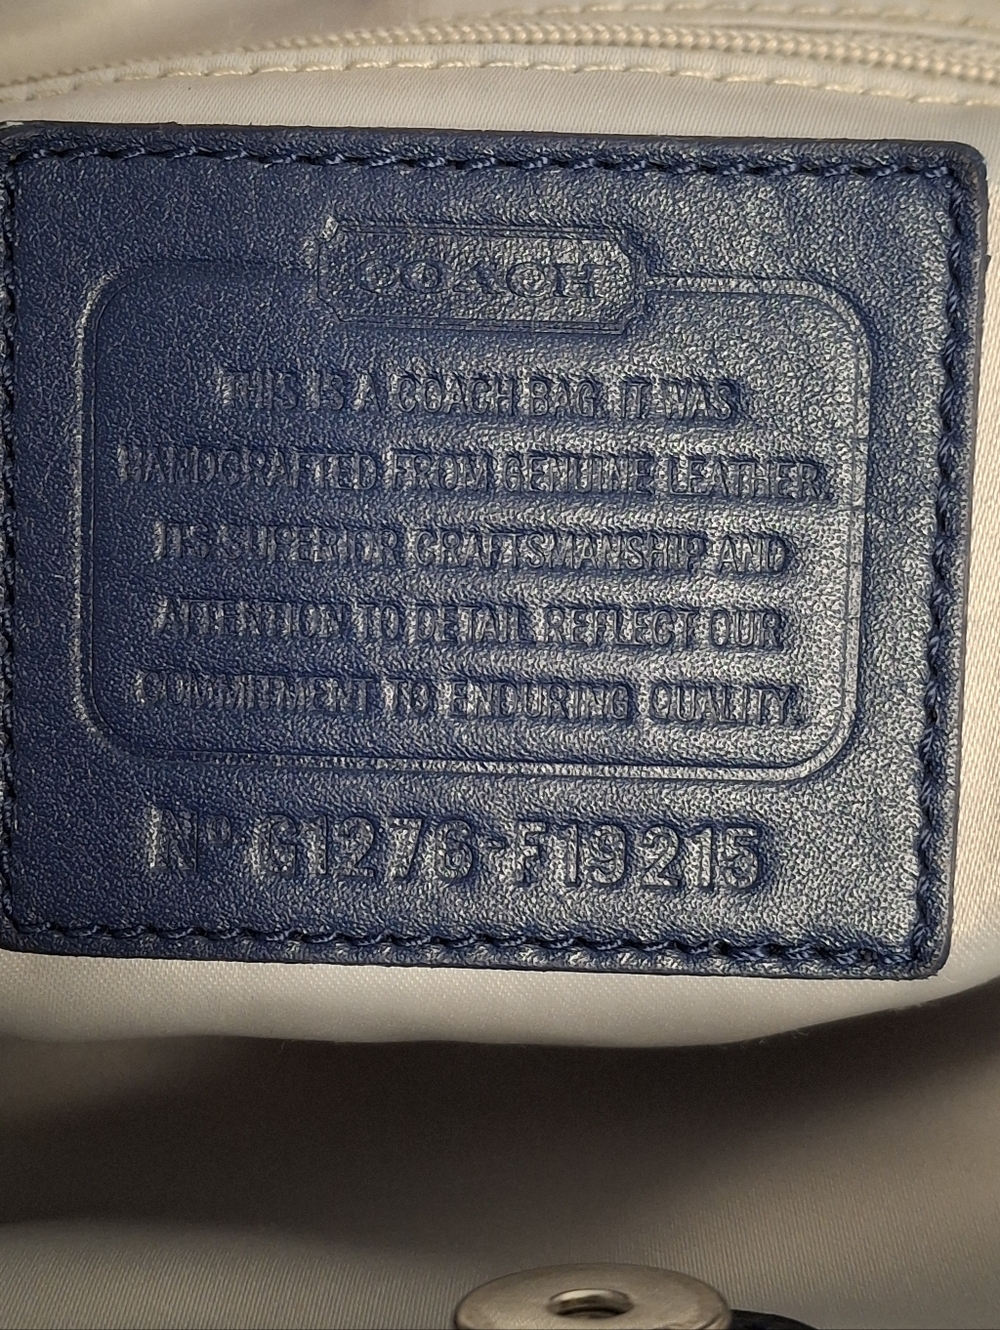 COACH
THIS IS A COACH BAG. IT WAS
HANDCRAFTED FROM GENUINE LEATHER.
ITS SUPERIOR CRAFTSMANSHIP AND
ATTENTION TO DETAIL REFLECT OUR
COMMITMENT TO ENDURING QUALITY.
Nº G1276-F19215